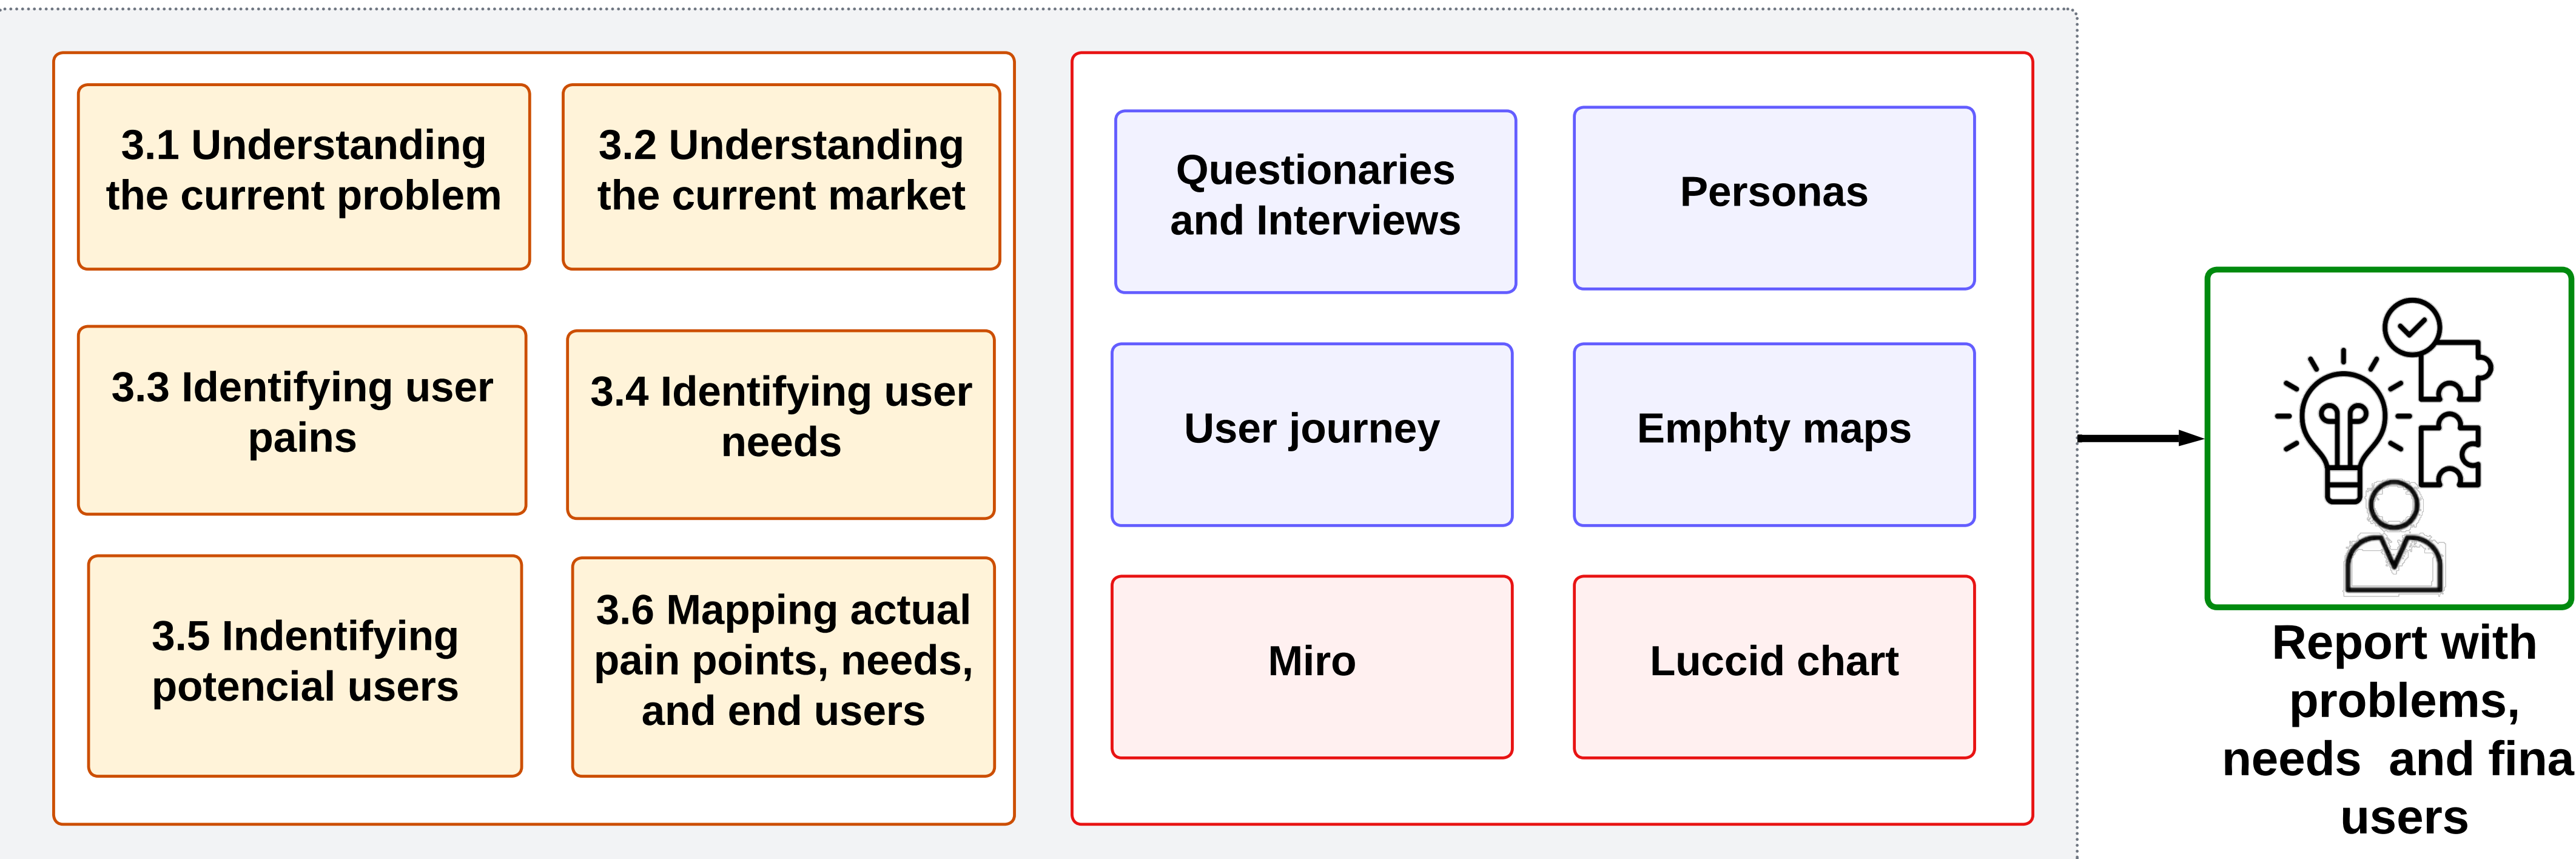 3.1 Understanding
the current problem
3.2 Understanding
the current market
3.3 Identifying user
pains
3.4 Identifying user
needs
3.5 Indentifying
potencial users
3.6 Mapping actual
pain points, needs,
and end users
Questionaries
and Interviews
Personas
User journey
Emphty maps
Miro
Luccid chart
Report with
problems,
needs  and fina
users